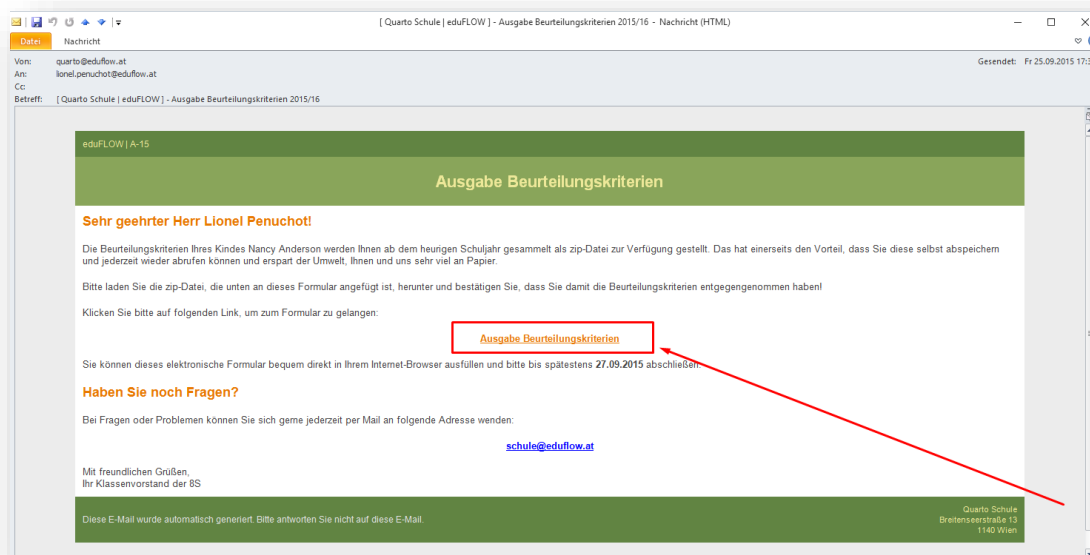 [ Quarto Schule | eduFLOW ] - Ausgabe Beurteilungskriterien 2015/16 - Nachricht (HTML)
Datei Nachricht
Von: quarto@eduflow.at Gesendet: Fr 25.09.2015 17:3
An: lionel.penuchot@eduflow.at
Cc:
Betreff: [ Quarto Schule | eduFLOW ] - Ausgabe Beurteilungskriterien 2015/16
eduFLOW | A-15
Ausgabe Beurteilungskriterien
Sehr geehrter Herr Lionel Penuchot!
Die Beurteilungskriterien Ihres Kindes Nancy Anderson werden Ihnen ab dem heurigen Schuljahr gesammelt als zip-Datei zur Verfügung gestellt. Das hat einerseits den Vorteil, dass Sie diese selbst abspeichern
und jederzeit wieder abrufen können und erspart der Umwelt, Ihnen und uns sehr viel an Papier.
Bitte laden Sie die zip-Datei, die unten an dieses Formular angefügt ist, herunter und bestätigen Sie, dass Sie damit die Beurteilungskriterien entgegengenommen haben!
Klicken Sie bitte auf folgenden Link, um zum Formular zu gelangen:
Ausgabe Beurteilungskriterien
Sie können dieses elektronische Formular bequem direkt in Ihrem Internet-Browser ausfüllen und bitte bis spätestens 27.09.2015 abschließen.
Haben Sie noch Fragen?
Bei Fragen oder Problemen können Sie sich gerne jederzeit per Mail an folgende Adresse wenden:
schule@eduflow.at
Mit freundlichen Grüßen,
Ihr Klassenvorstand der 8S
Diese E-Mail wurde automatisch generiert. Bitte antworten Sie nicht auf diese E-Mail.
Quarto Schule
Breitenseerstraße 13
1140 Wien